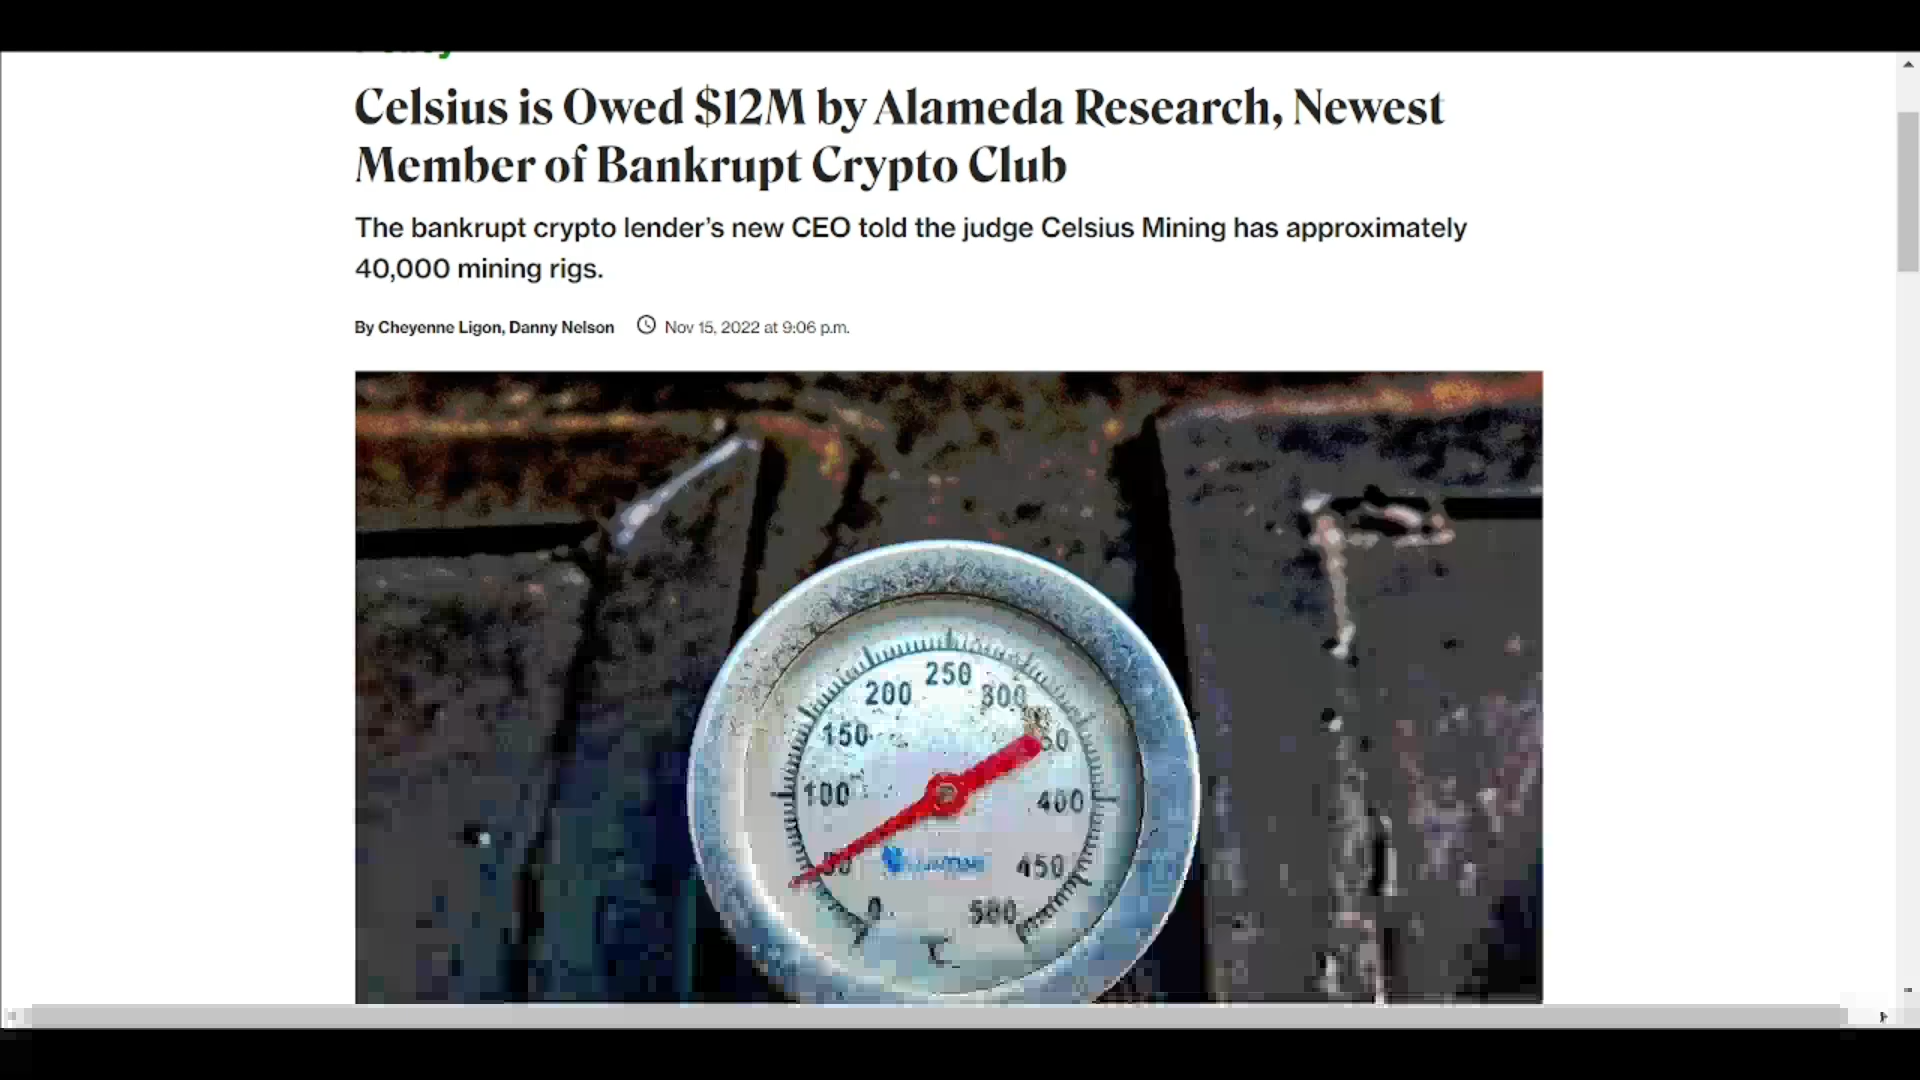 Celsius is Owed $12M by Alameda Research, Newest
Member of Bankrupt Crypto Club
The bankrupt crypto lender's new CEO told the judge Celsius Mining has approximately
40,000 mining rigs.
By Cheyenne Ligon, Danny Nelson Nov 15, 2022 at 9:06 p.m.
250
200 300
150
100 400
450
0 500
°C